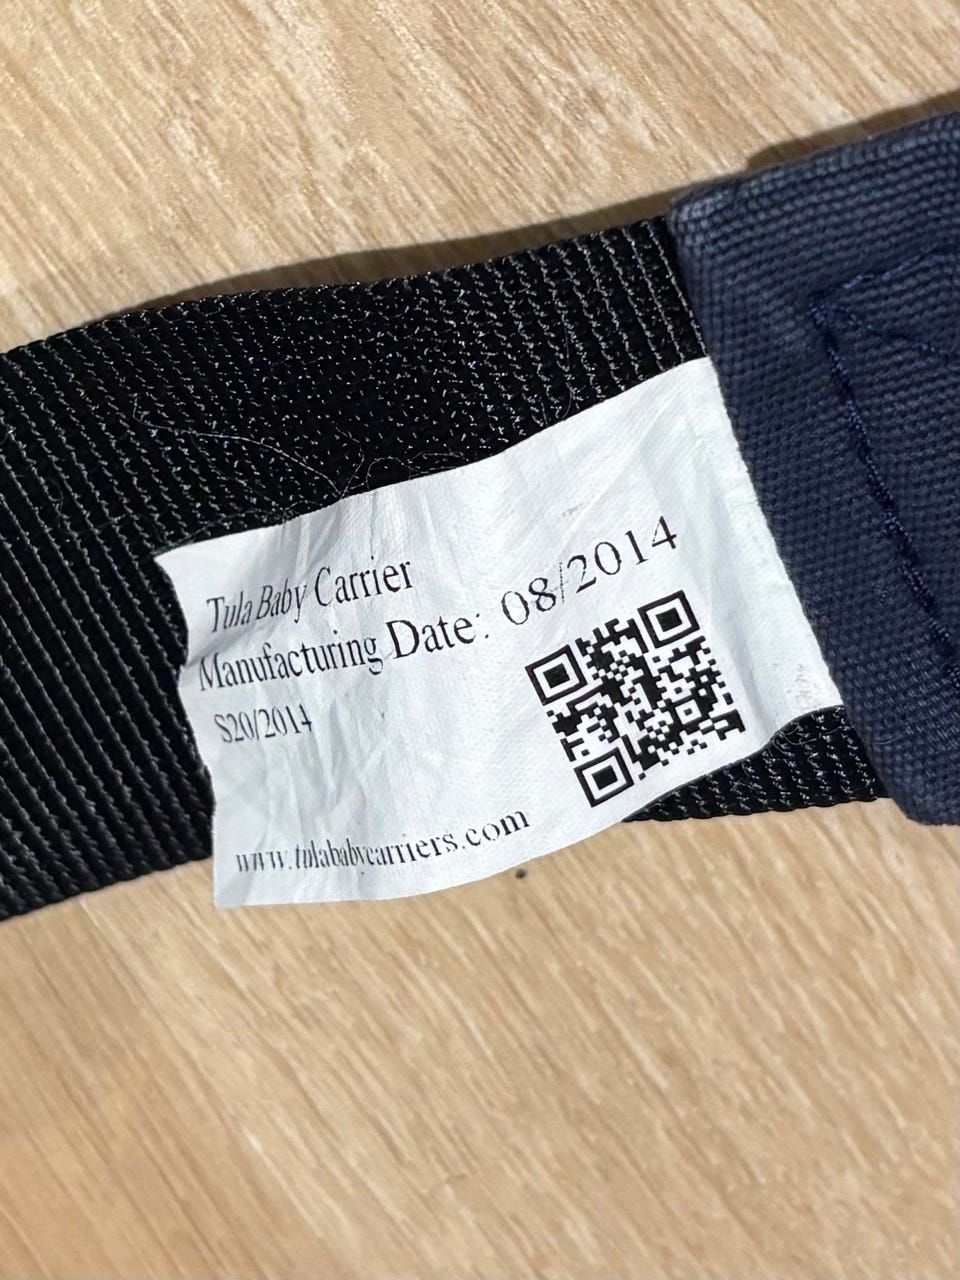 Tula Baby Carrier
Manufacturing Date: 08/2014
S20/2014
www.tulababycarriers.com